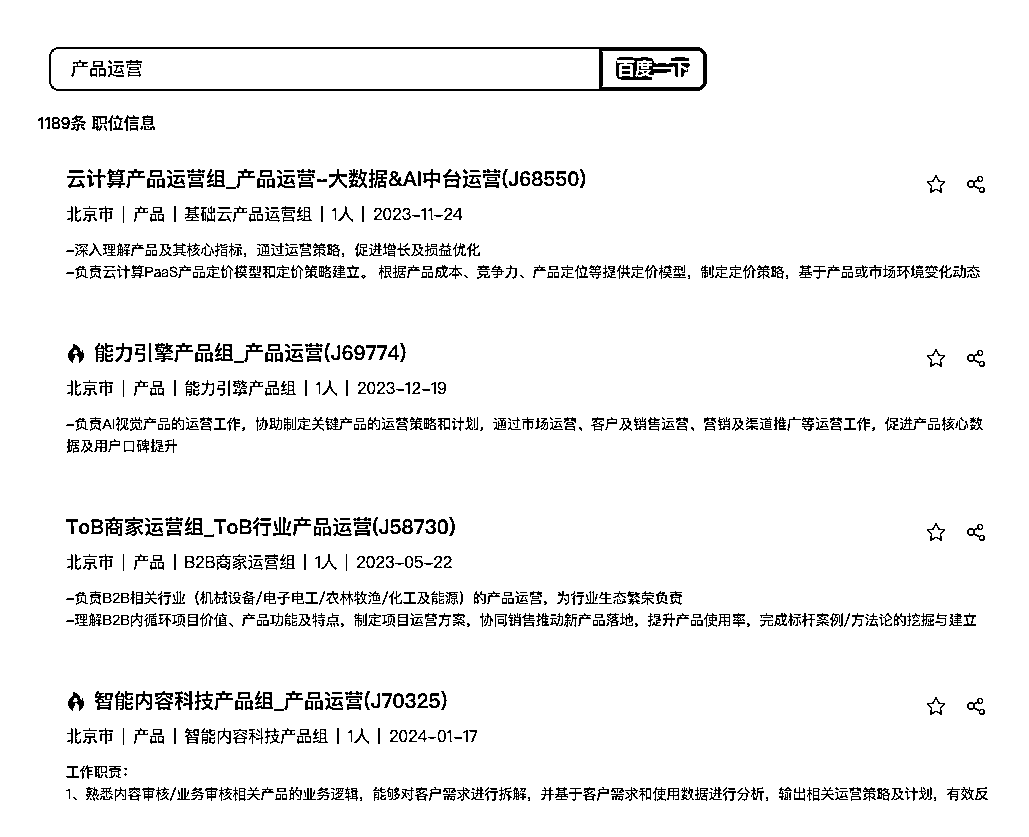 产品运营
百度一下
1189条 职位信息
云计算产品运营组_产品运营-大数据&AI中台运营(J68550)
北京市 | 产品 | 基础云产品运营组 | 1人 | 2023-11-24
-深入理解产品及其核心指标，通过运营策略，促进增长及损益优化
-负责云计算PaaS产品定价模型和定价策略建立。 根据产品成本、竞争力、产品定位等提供定价模型，制定定价策略，基于产品或市场环境变化动态
能力引擎产品组_产品运营(J69774)
北京市 | 产品 | 能力引擎产品组 | 1人 | 2023-12-19
-负责AI视觉产品的运营工作，协助制定关键产品的运营策略和计划，通过市场运营、客户及销售运营、营销及渠道推广等运营工作，促进产品核心数
据及用户口碑提升
ToB商家运营组_ToB行业产品运营(J58730)
北京市 | 产品 | B2B商家运营组 | 1人 | 2023-05-22
-负责B2B相关行业（机械设备/电子电工/农林牧渔/化工及能源）的产品运营，为行业生态繁荣负责
-理解B2B内循环项目价值、产品功能及特点，制定项目运营方案，协同销售推动新产品落地，提升产品使用率，完成标杆案例/方法论的挖掘与建立
智能内容科技产品组_产品运营(J70325)
北京市 | 产品 | 智能内容科技产品组 | 1人 | 2024-01-17
工作职责：
1、熟悉内容审核/业务审核相关产品的业务逻辑，能够对客户需求进行拆解，并基于客户需求和使用数据进行分析，输出相关运营策略及计划，有效反